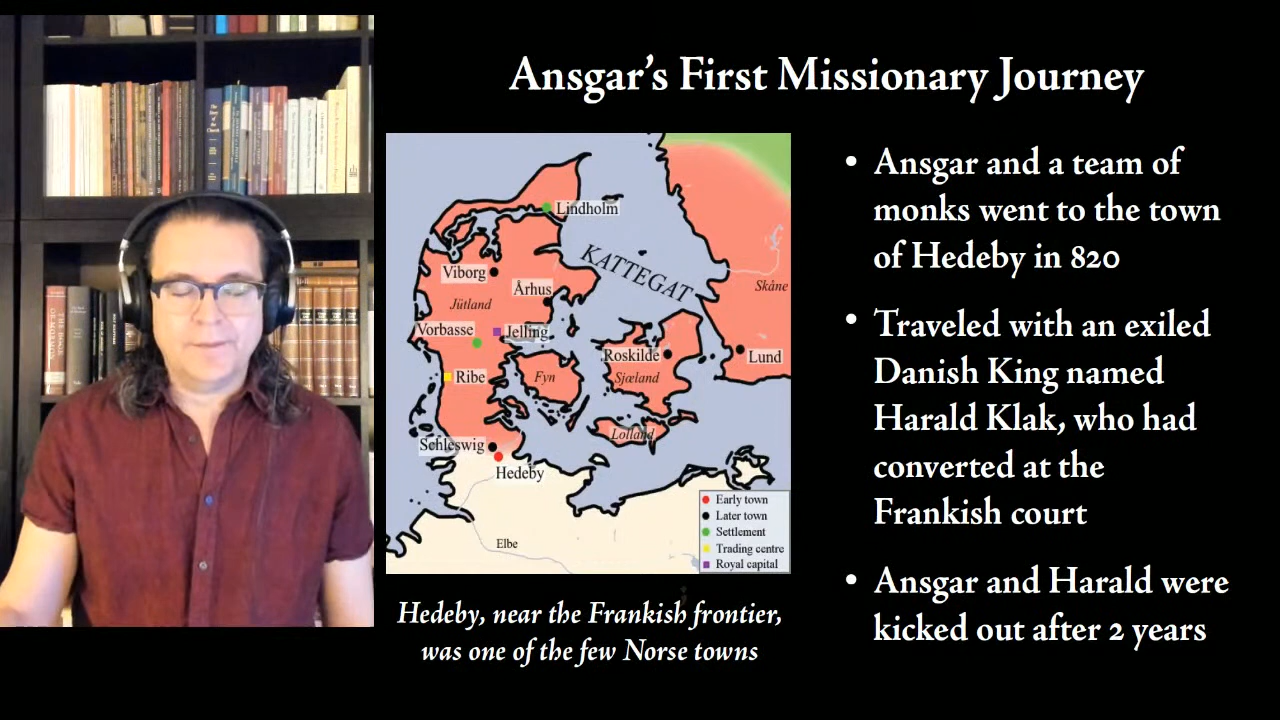 Ansgar's First Missionary Journey
Lindholm
KATTEGAT
Viborg
Århus
Jütland
Skåne
Vorbasse
Jelling
Roskilde
Lund
Ribe
Fyn
Sjæland
Lolland
Schleswig
Hedeby
Elbe
Early town
Later town
Settlement
Trading centre
Royal capital
Hedeby, near the Frankish frontier,
was one of the few Norse towns
• Ansgar and a team of
monks went to the town
of Hedeby in 820
• Traveled with an exiled
Danish King named
Harald Klak, who had
converted at the
Frankish court
• Ansgar and Harald were
kicked out after 2 years